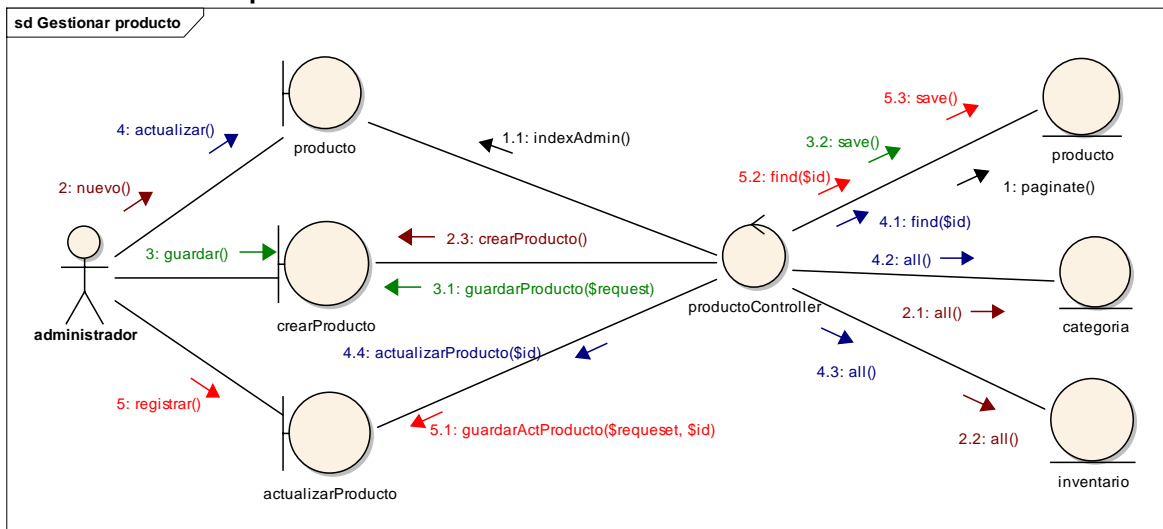 sd Gestionar producto
5.3: save()
4: actualizar()
1.1: indexAdmin()
3.2: save()
producto
producto
5.2: find($id)
1: paginate()
2: nuevo()
4.1: find($id)
3: guardar()
2.3: crearProducto()
4.2: all()
3.1: guardarProducto($request)
productoController
2.1: all()
categoria
crearProducto
administrador
4.4: actualizarProducto($id)
4.3: all()
5: registrar()
5.1: guardarActProducto($requeset, $id)
2.2: all()
inventario
actualizarProducto